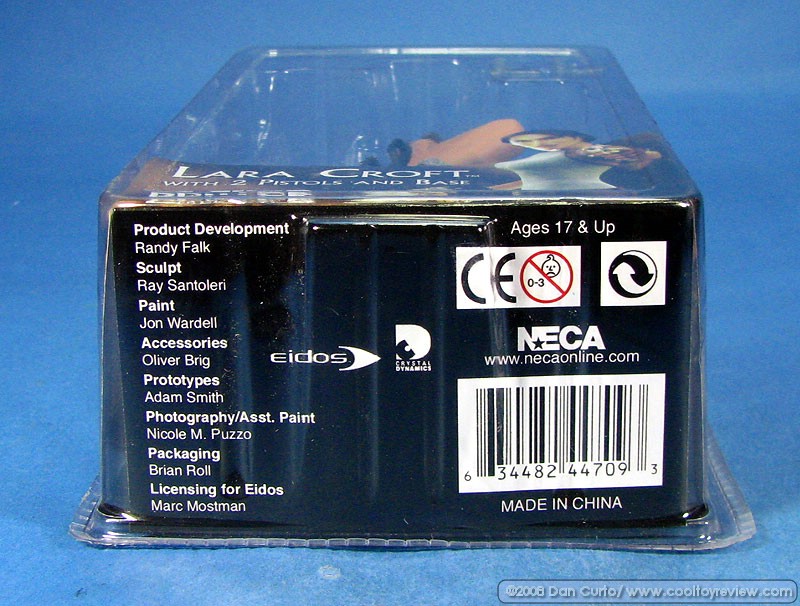 LARA CROFT™
WITH 2 PISTOLS AND BASE
Product Development
Randy Falk
Sculpt
Ray Santoleri
Paint
Jon Wardell
Accessories
Oliver Brig
Prototypes
Adam Smith
Photography/Asst. Paint
Nicole M. Puzzo
Packaging
Brian Roll
Licensing for Eidos
Marc Mostman
eidos
CRYSTAL
DYNAMICS
Ages 17 & Up
CE
0-3
NECA
www.necaonline.com
6 34482 44709 3
MADE IN CHINA
©2008 Dan Curto/ www.cooltoyreview.com